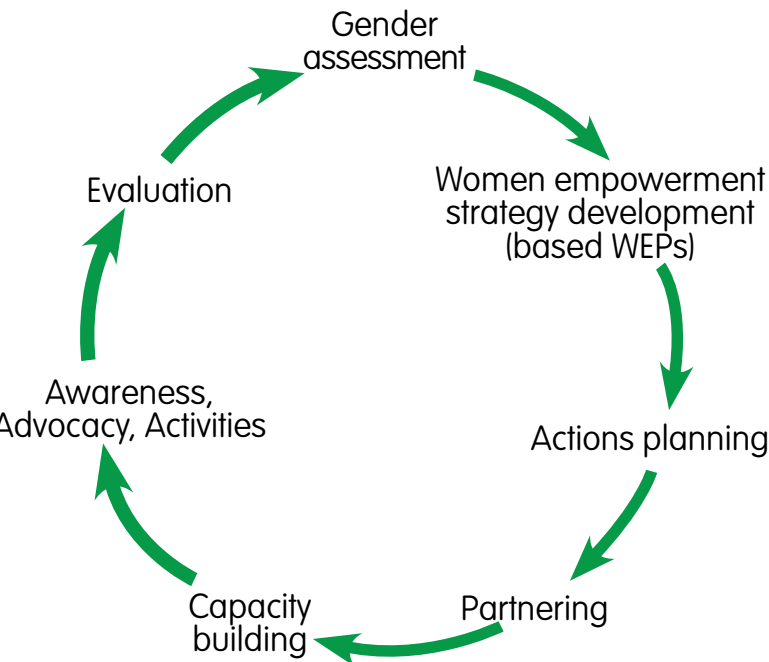 Gender
assessment
Women empowerment
strategy development
(based WEPs)
Actions planning
Partnering
Capacity
building
Awareness,
Advocacy, Activities
Evaluation